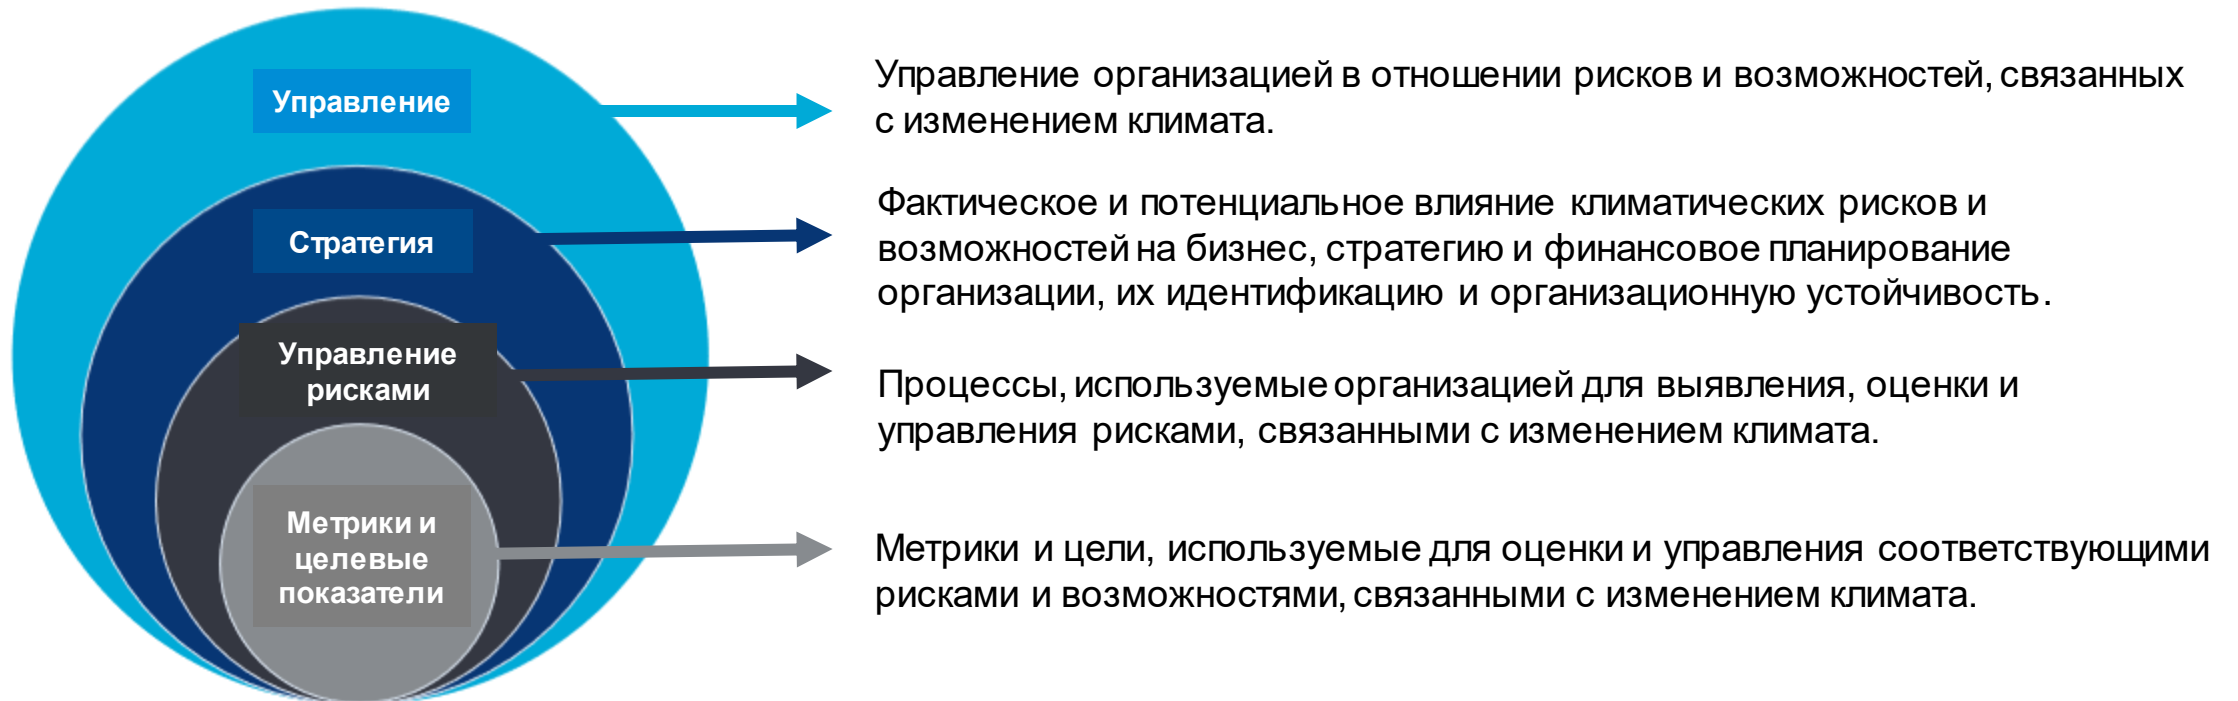 Управление
Управление организацией в отношении рисков и возможностей, связанных
с изменением климата.
Стратегия
Фактическое и потенциальное влияние климатических рисков и
возможностей на бизнес, стратегию и финансовое планирование
организации, их идентификацию и организационную устойчивость.
Управление
рисками
Процессы, используемые организацией для выявления, оценки и
управления рисками, связанными с изменением климата.
Метрики и
целевые
показатели
Метрики и цели, используемые для оценки и управления соответствующими
рисками и возможностями, связанными с изменением климата.